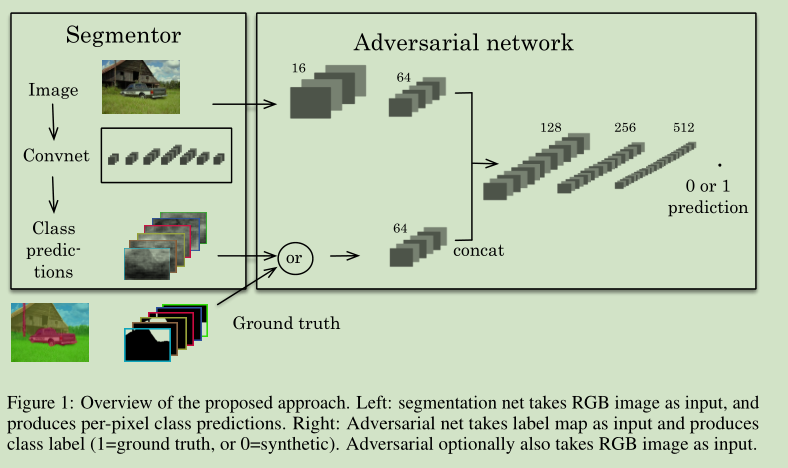 Segmentor
Image
Convnet
Class
predic-
tions
Adversarial network
16
64
128
256
512
0 or 1
prediction
64
or
concat
Ground truth
Figure 1: Overview of the proposed approach. Left: segmentation net takes RGB image as input, and
produces per-pixel class predictions. Right: Adversarial net takes label map as input and produces
class label (1=ground truth, or 0=synthetic). Adversarial optionally also takes RGB image as input.